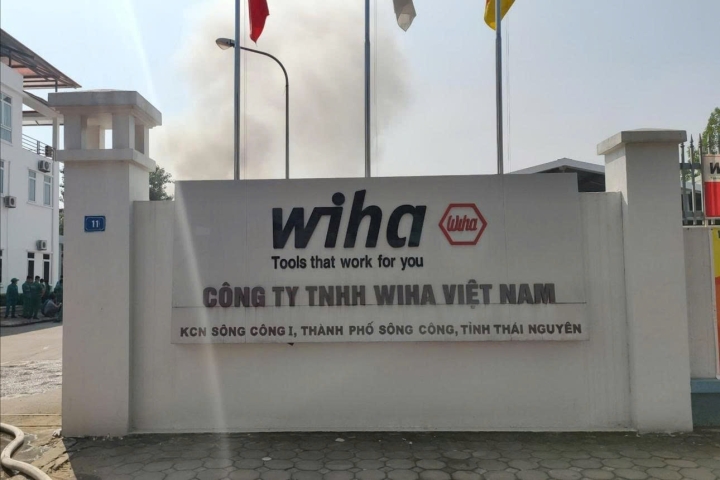 11
wiha
Wiha
Tools that work for you
CÔNG TY TNHH WIHA VIỆT NAM
KCN SÔNG CÔNG I, THÀNH PHỐ SÔNG CÔNG, TỈNH THÁI NGUYÊN